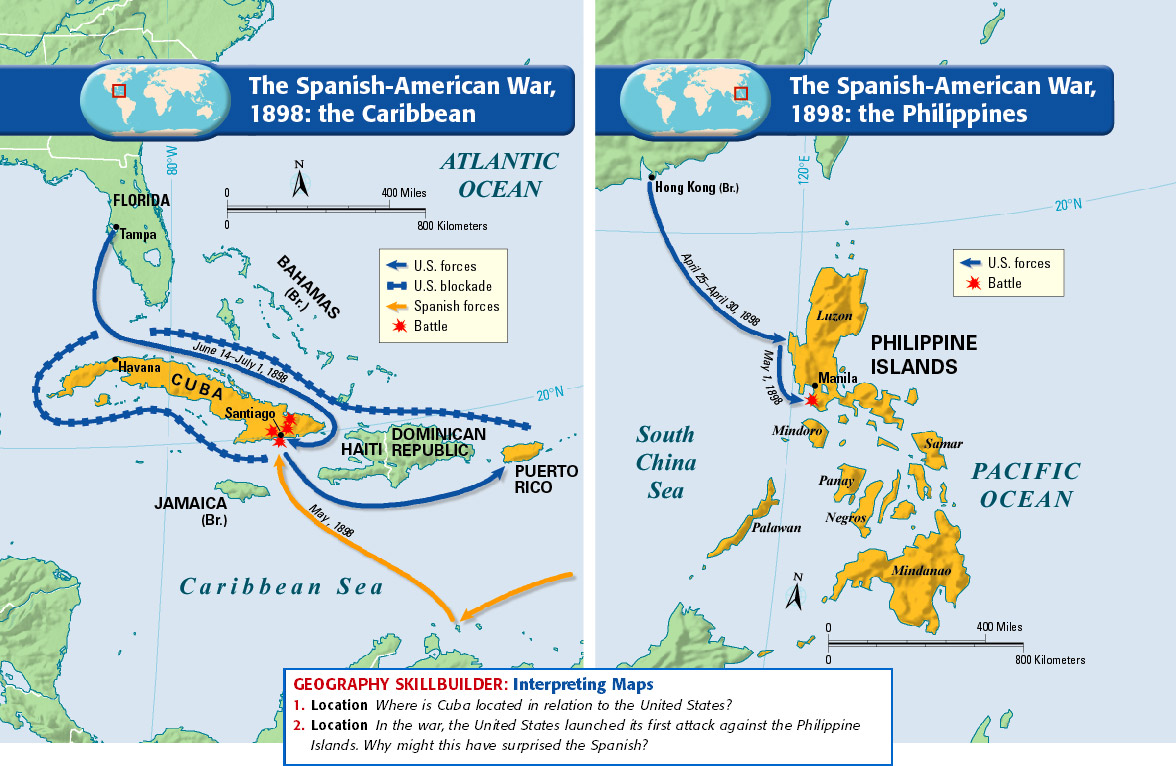 The Spanish-American War,
1898: the Caribbean
ATLANTIC
OCEAN
80°W
N
0
400 Miles
0
800 Kilometers
FLORIDA
Tampa
U.S. forces
U.S. blockade
Spanish forces
Battle
BAHAMAS
(Br.)
June 14–July 1, 1898
Havana
CUBA
Santiago
20°N
HAITI
DOMINICAN
REPUBLIC
PUERTO
RICO
JAMAICA
(Br.)
May, 1898
Caribbean Sea
The Spanish-American War,
1898: the Philippines
120°E
Hong Kong (Br.)
20°N
April 25–April 30, 1898
U.S. forces
Battle
Luzon
PHILIPPINE
ISLANDS
May 1, 1898
Manila
Mindoro
South
China
Sea
Samar
PACIFIC
OCEAN
Panay
Negros
Palawan
Mindanao
N
0
400 Miles
0
800 Kilometers
GEOGRAPHY SKILLBUILDER: Interpreting Maps
1. Location Where is Cuba located in relation to the United States?
2. Location In the war, the United States launched its first attack against the Philippine
Islands. Why might this have surprised the Spanish?